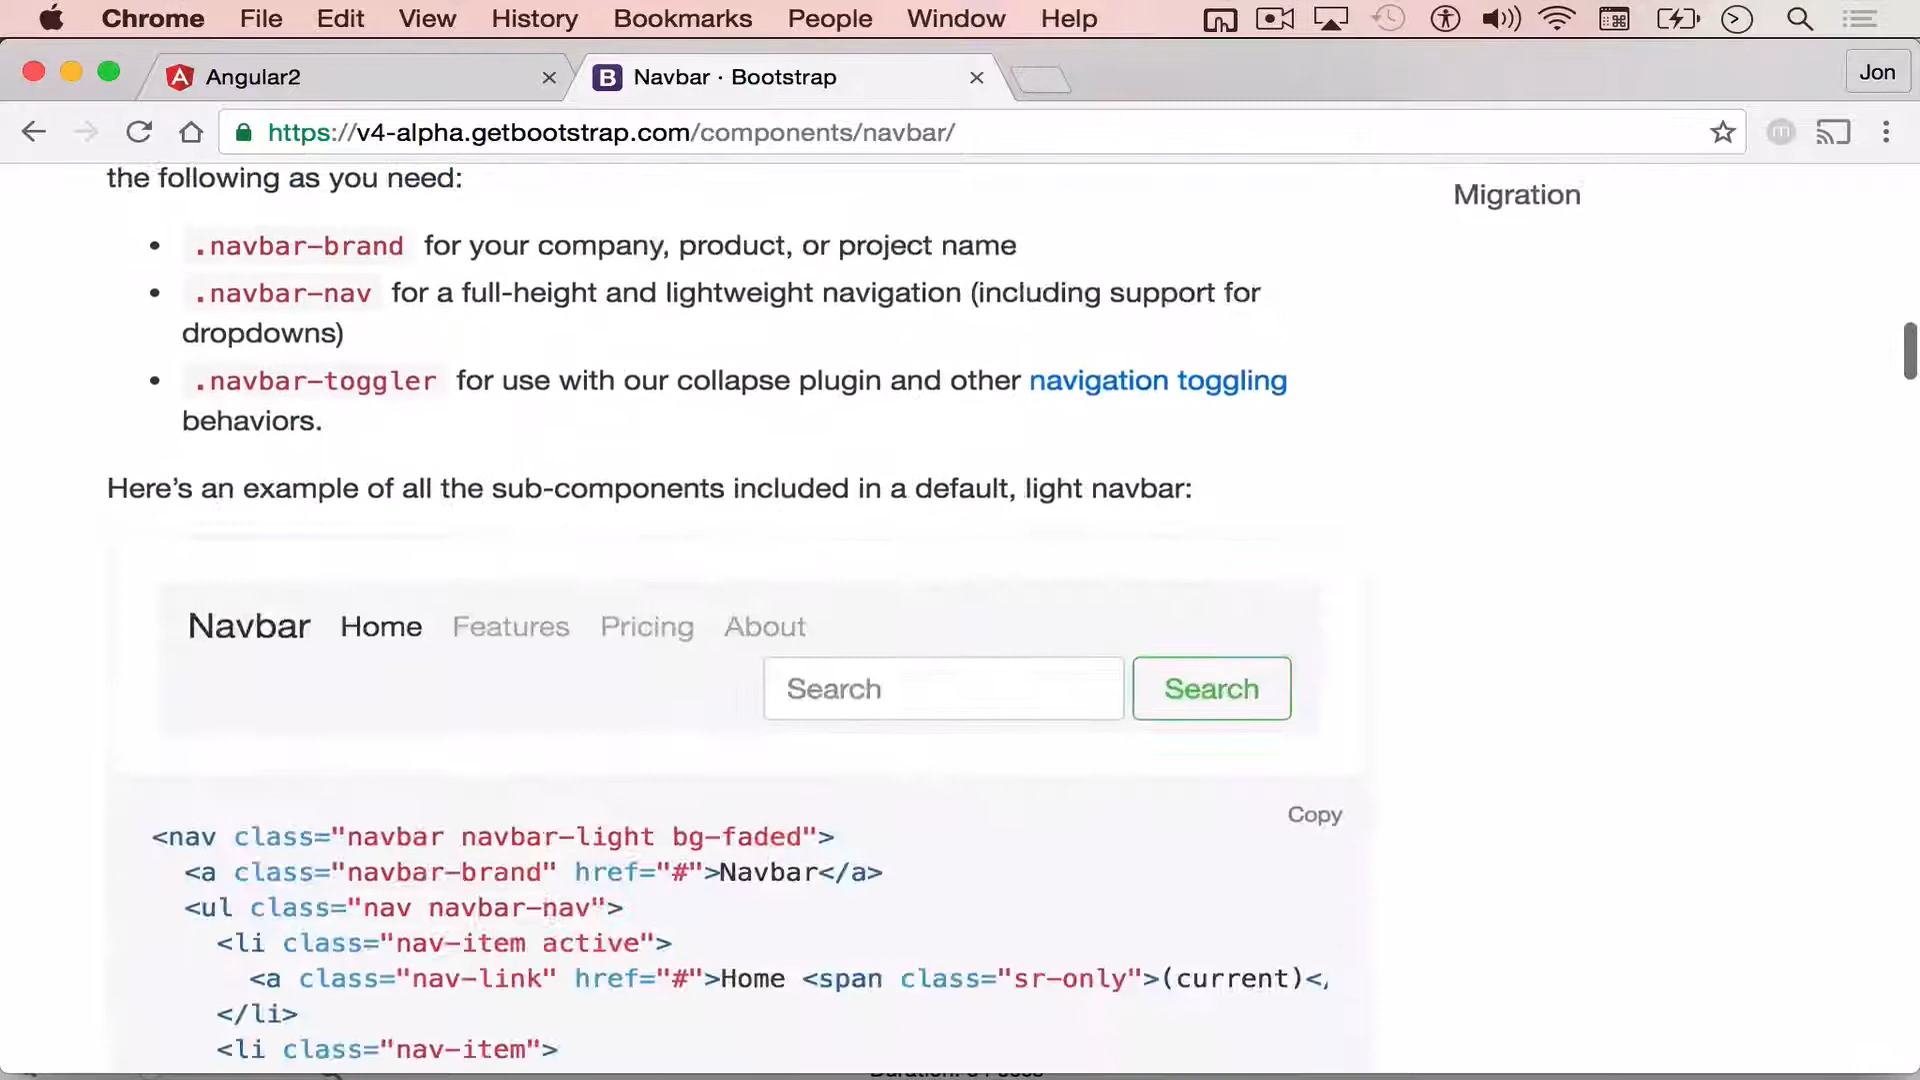 Chrome File Edit View History Bookmarks People Window Help
Angular2
Navbar · Bootstrap
Jon
https://v4-alpha.getbootstrap.com/components/navbar/
the following as you need:
Migration
• .navbar-brand for your company, product, or project name
• .navbar-nav for a full-height and lightweight navigation (including support for
dropdowns)
• .navbar-toggler for use with our collapse plugin and other navigation toggling
behaviors.
Here's an example of all the sub-components included in a default, light navbar:
Navbar Home Features Pricing About
Search Search
Copy
<nav class="navbar navbar-light bg-faded">
<a class="navbar-brand" href="#">Navbar</a>
<ul class="nav navbar-nav">
<li class="nav-item active">
<a class="nav-link" href="#">Home <span class="sr-only">(current)<
</li>
<li class="nav-item">